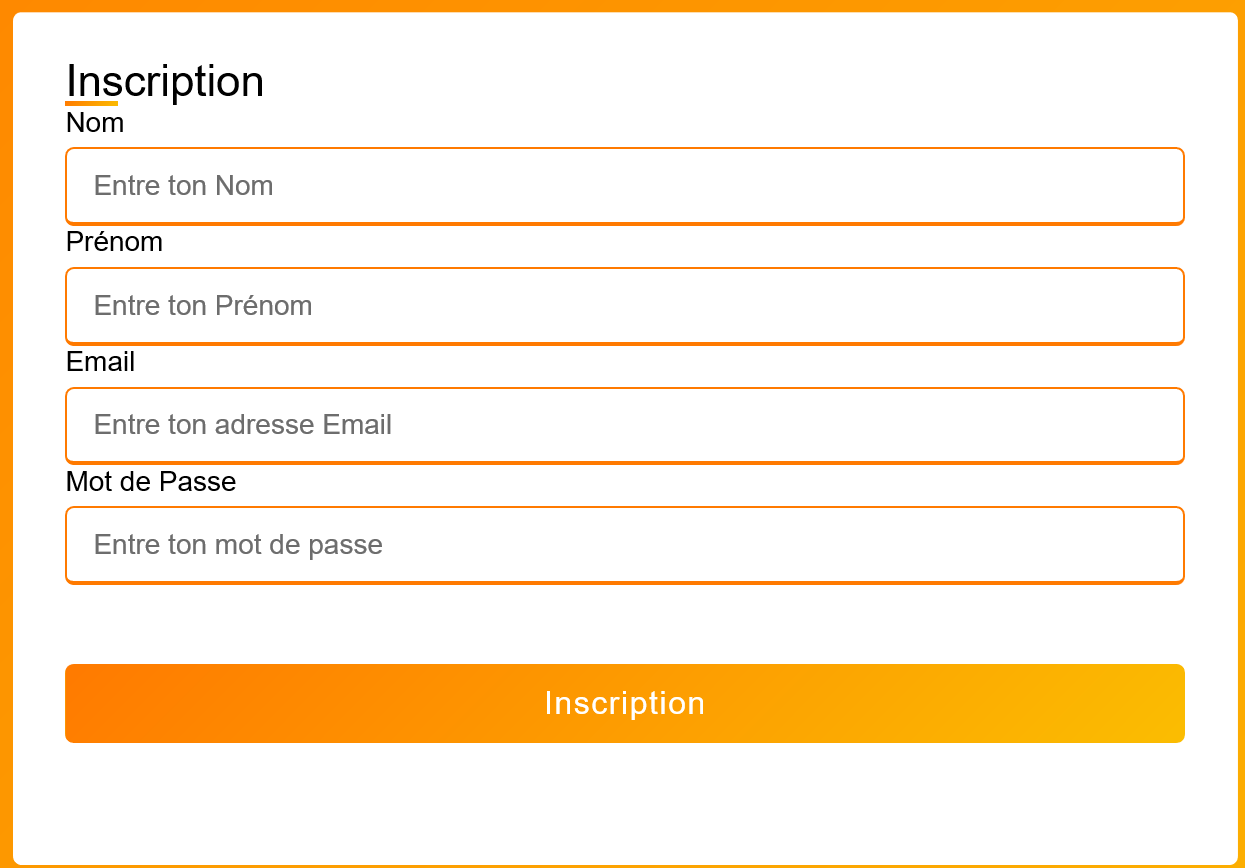 Inscription
Nom
Entre ton Nom
Prénom
Entre ton Prénom
Email
Entre ton adresse Email
Mot de Passe
Entre ton mot de passe
Inscription